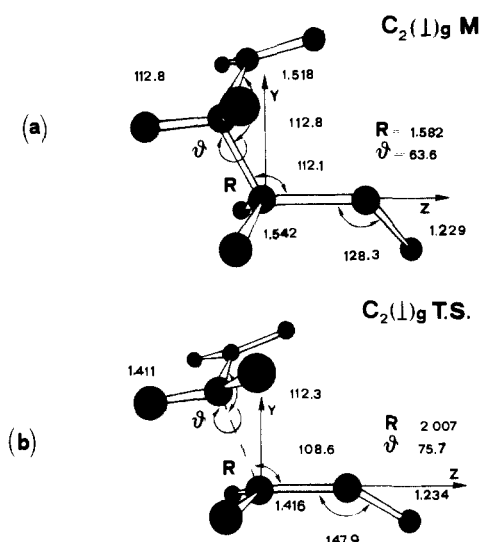 C₂(⊥)g M
112.8
1.518
Y
(a)
112.8
R = 1.582
ϑ
ϑ = 63.6
112.1
R
Z
1.542
1.229
128.3
C₂(⊥)g T.S.
1.411
112.3
Y
R 2 007
(b)
ϑ
ϑ 75.7
108.6
R
Z
1.416
1.234
147.9